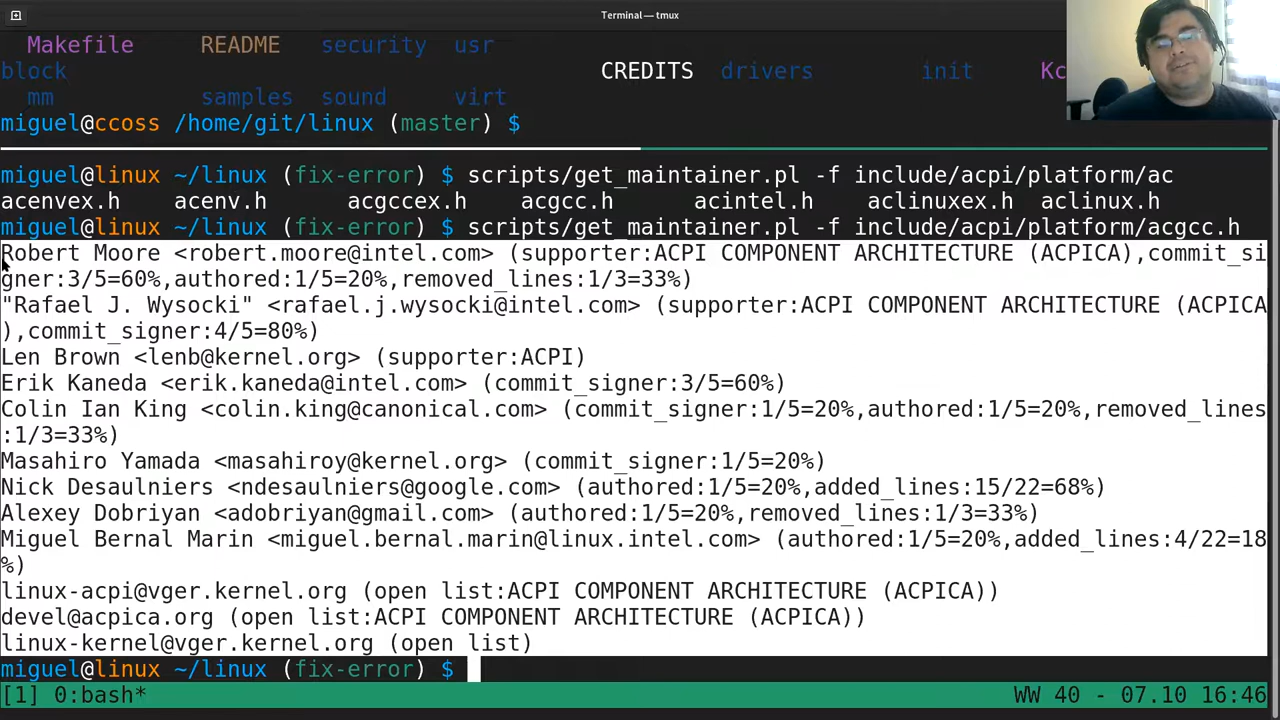 Terminal — tmux
Makefile README security usr
block CREDITS drivers init Kc
mm samples sound virt
miguel@ccoss /home/git/linux (master) $
miguel@linux ~/linux (fix-error) $ scripts/get_maintainer.pl -f include/acpi/platform/ac
acenvex.h acenv.h acgccex.h acgcc.h acintel.h aclinuxex.h aclinux.h
miguel@linux ~/linux (fix-error) $ scripts/get_maintainer.pl -f include/acpi/platform/acgcc.h
Robert Moore <robert.moore@intel.com> (supporter:ACPI COMPONENT ARCHITECTURE (ACPICA),commit_si
gner:3/5=60%,authored:1/5=20%,removed_lines:1/3=33%)
"Rafael J. Wysocki" <rafael.j.wysocki@intel.com> (supporter:ACPI COMPONENT ARCHITECTURE (ACPICA
),commit_signer:4/5=80%)
Len Brown <lenb@kernel.org> (supporter:ACPI)
Erik Kaneda <erik.kaneda@intel.com> (commit_signer:3/5=60%)
Colin Ian King <colin.king@canonical.com> (commit_signer:1/5=20%,authored:1/5=20%,removed_lines
:1/3=33%)
Masahiro Yamada <masahiroy@kernel.org> (commit_signer:1/5=20%)
Nick Desaulniers <ndesaulniers@google.com> (authored:1/5=20%,added_lines:15/22=68%)
Alexey Dobriyan <adobriyan@gmail.com> (authored:1/5=20%,removed_lines:1/3=33%)
Miguel Bernal Marin <miguel.bernal.marin@linux.intel.com> (authored:1/5=20%,added_lines:4/22=18
%)
linux-acpi@vger.kernel.org (open list:ACPI COMPONENT ARCHITECTURE (ACPICA))
devel@acpica.org (open list:ACPI COMPONENT ARCHITECTURE (ACPICA))
linux-kernel@vger.kernel.org (open list)
miguel@linux ~/linux (fix-error) $
[1] 0:bash* WW 40 - 07.10 16:46